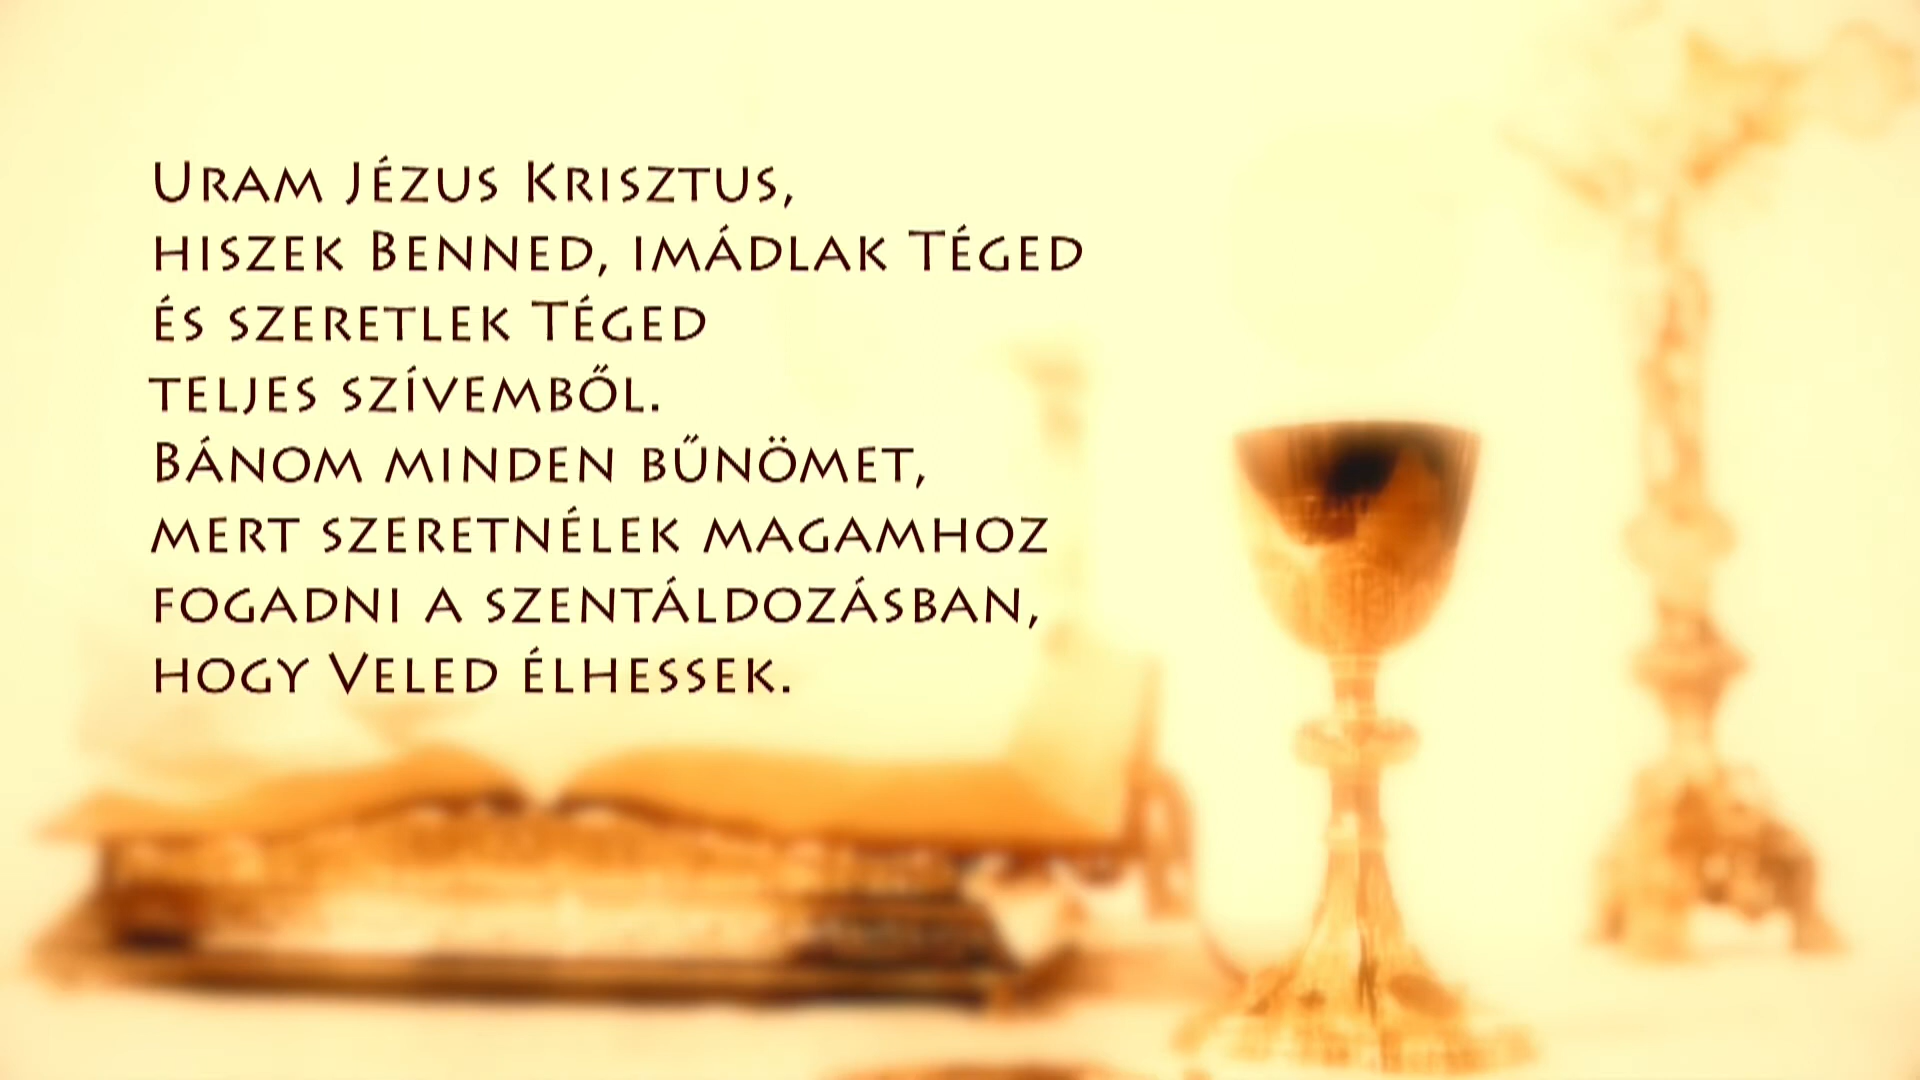 Uram Jézus Krisztus,
hiszek Benned, imádlak Téged
és szeretlek Téged
teljes szívemből.
Bánom minden bűnömet,
mert szeretnélek magamhoz
fogadni a szentáldozásban,
hogy Veled élhessek.